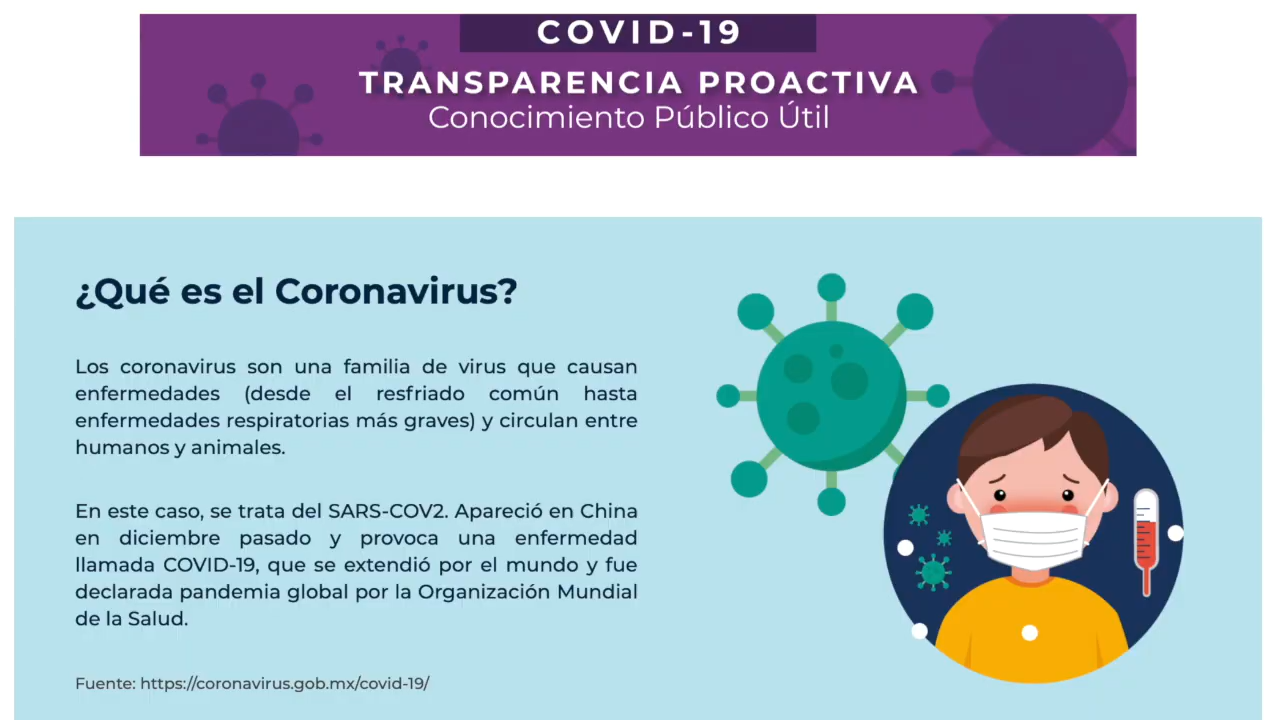 COVID-19
TRANSPARENCIA PROACTIVA
Conocimiento Público Útil
¿Qué es el Coronavirus?
Los coronavirus son una familia de virus que causan
enfermedades (desde el resfriado común hasta
enfermedades respiratorias más graves) y circulan entre
humanos y animales.
En este caso, se trata del SARS-COV2. Apareció en China
en diciembre pasado y provoca una enfermedad
llamada COVID-19, que se extendió por el mundo y fue
declarada pandemia global por la Organización Mundial
de la Salud.
Fuente: https://coronavirus.gob.mx/covid-19/